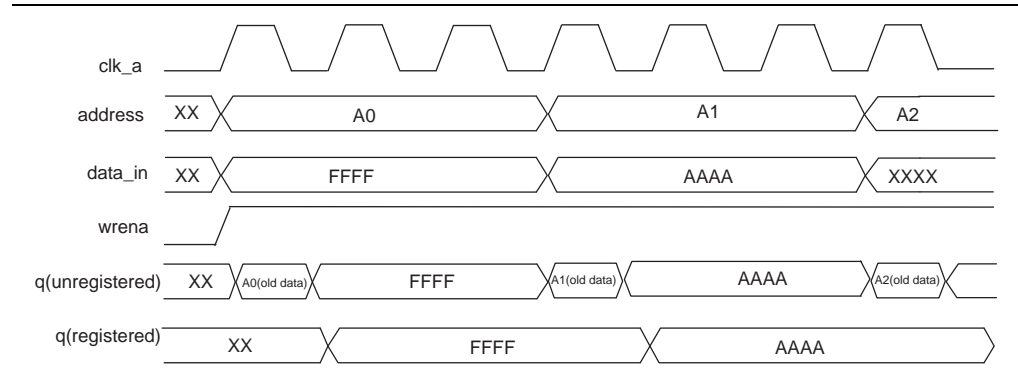 clk_a
address XX A0 A1 A2
data_in XX FFFF AAAA XXXX
wrena
q(unregistered) XX A0(old data) FFFF A1(old data) AAAA A2(old data)
q(registered) XX FFFF AAAA